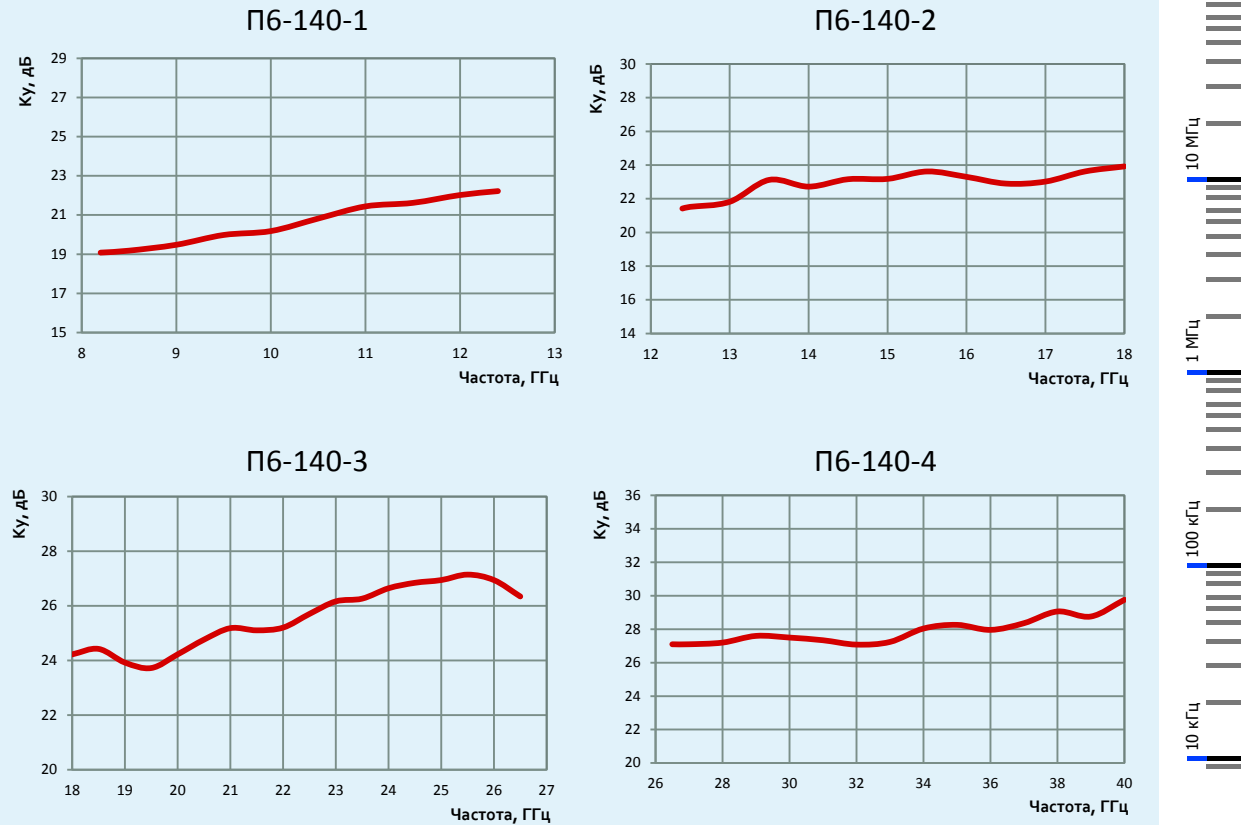 П6-140-1
Ку, дБ
29
27
25
23
21
19
17
15
8 9 10 11 12 13
Частота, ГГц
П6-140-2
Ку, дБ
30
28
26
24
22
20
18
16
14
12 13 14 15 16 17 18
Частота, ГГц
П6-140-3
Ку, дБ
30
28
26
24
22
20
18 19 20 21 22 23 24 25 26 27
Частота, ГГц
П6-140-4
Ку, дБ
36
34
32
30
28
26
24
22
20
26 28 30 32 34 36 38 40
Частота, ГГц
10 МГц
1 МГц
100 кГц
10 кГц